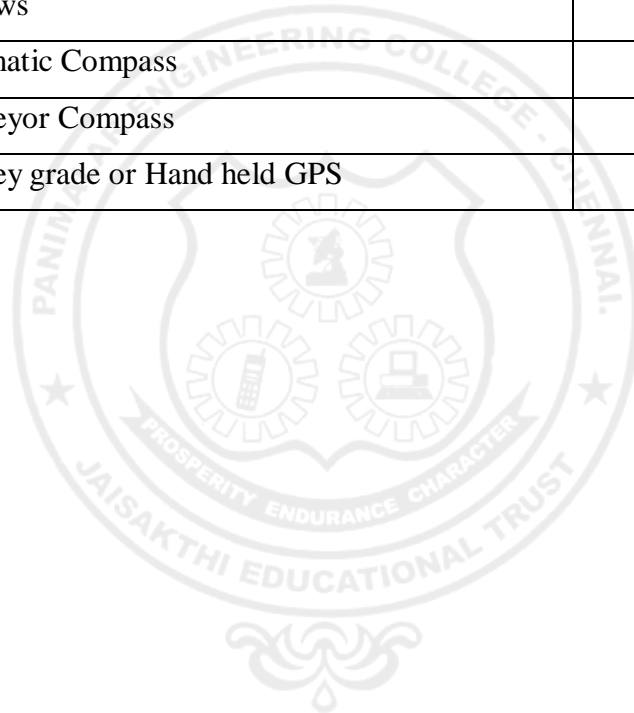 ws
natic Compass
eyor Compass
ey grade or Hand held GPS
PANIMALAR ENGINEERING COLLEGE - CHENNAI.
PROSPERITY ENDURANCE CHARACTER
JAISAKTHI EDUCATIONAL TRUST